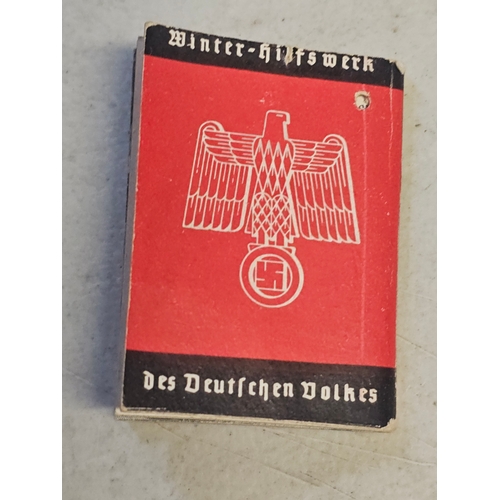 Winter-Hilfswerk
des Deutschen Volkes